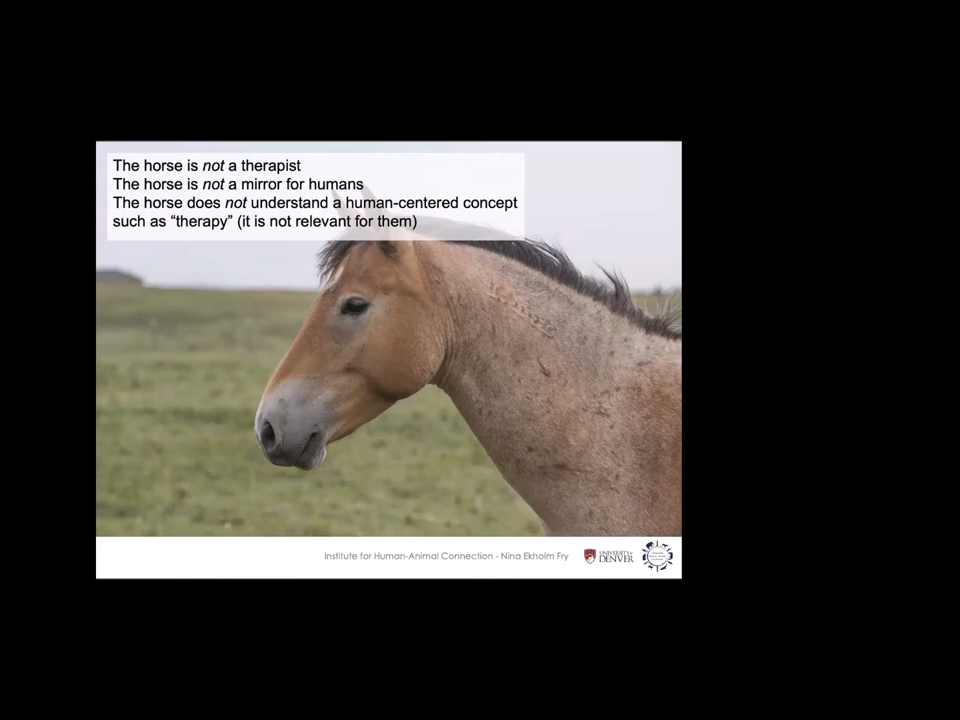 The horse is not a therapist
The horse is not a mirror for humans
The horse does not understand a human-centered concept
such as “therapy” (it is not relevant for them)
Institute for Human-Animal Connection - Nina Ekholm Fry
UNIVERSITY of
DENVER